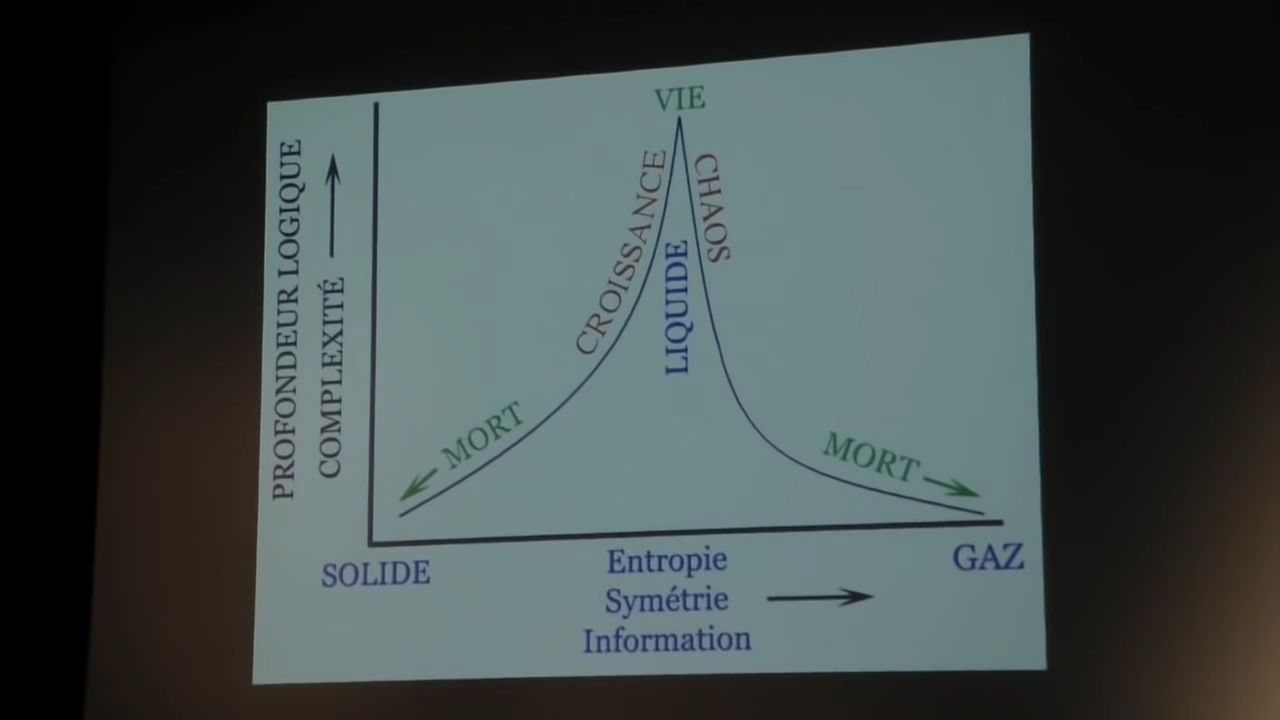 VIE
PROFONDEUR LOGIQUE
COMPLEXITÉ
CROISSANCE
CHAOS
LIQUIDE
MORT
MORT
SOLIDE
GAZ
Entropie
Symétrie
Information